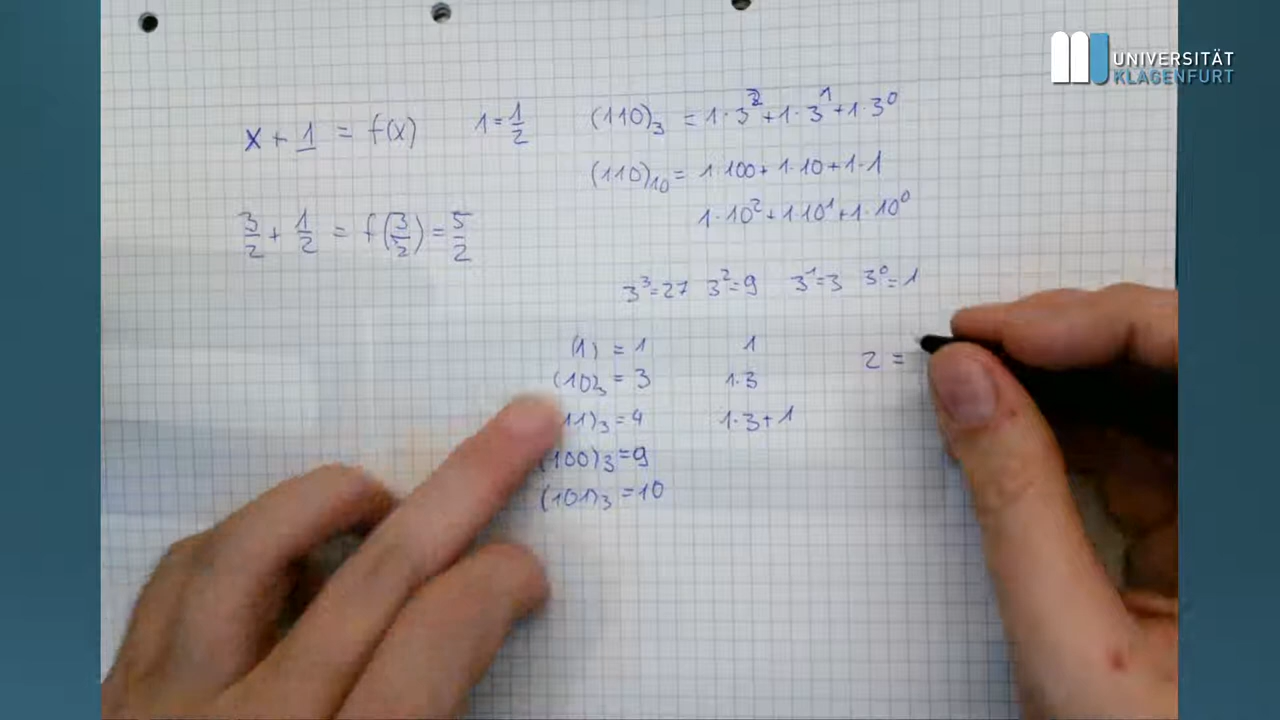 UNIVERSITÄT
KLAGENFURT
x + 1 = f(x)
1 = 1/2
(110)₃ = 1·3² + 1·3¹ + 1·3⁰
(110)₁₀ = 1·100 + 1·10 + 1·1
1·10² + 1·10¹ + 1·10⁰
3/2 + 1/2 = f(3/2) = 5/2
3³=27 3²=9 3¹=3 3⁰=1
(1) = 1 1
(10)₃ = 3 1·3
11)₃ = 4 1·3+1
(100)₃ = 9
(101)₃ = 10
2 =